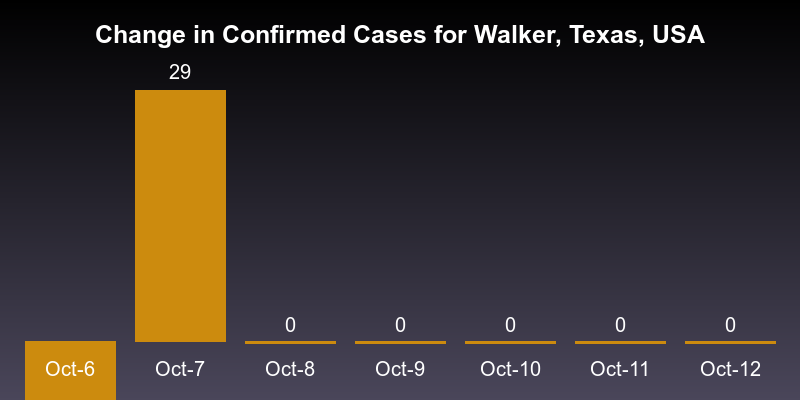 Change in Confirmed Cases for Walker, Texas, USA
29
0
0
0
0
0
Oct-6
Oct-7
Oct-8
Oct-9
Oct-10
Oct-11
Oct-12